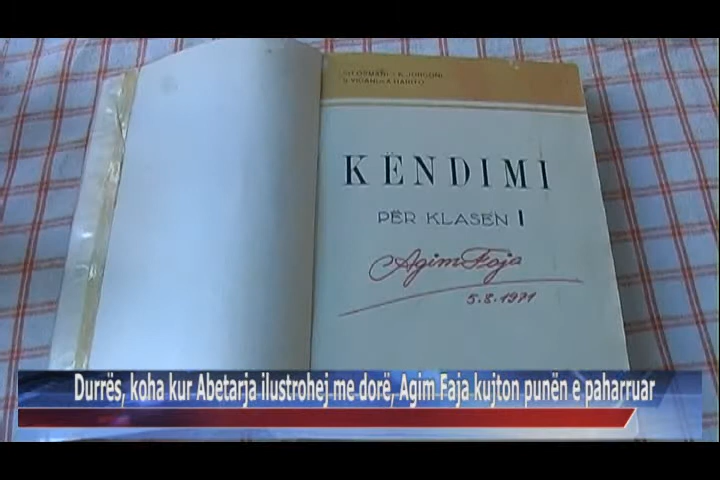 KËNDIMI
PËR KLASËN I
Agim Faja
5.8.1971
Durrës, koha kur Abetarja ilustrohej me dorë, Agim Faja kujton punën e paharruar